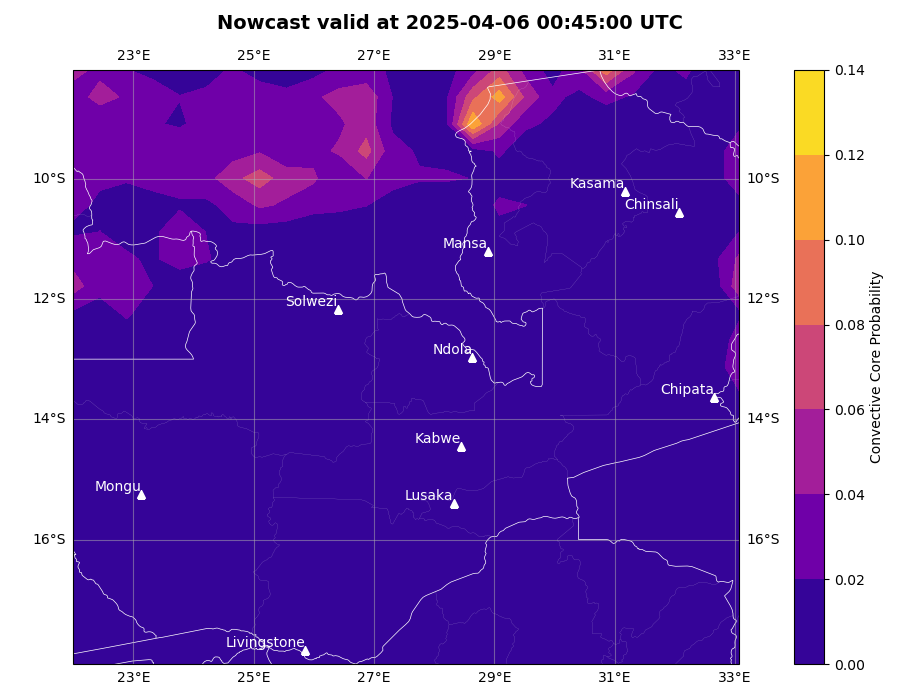 Nowcast valid at 2025-04-06 00:45:00 UTC
23°E 25°E 27°E 29°E 31°E 33°E
0.14
0.12
10°S 10°S
Kasama
Chinsali
0.10
Mansa
12°S 12°S
Solwezi
0.08
Ndola
Convective Core Probability
Chipata
0.06
14°S 14°S
Kabwe
Mongu
Lusaka
0.04
16°S 16°S
0.02
Livingstone
0.00
23°E 25°E 27°E 29°E 31°E 33°E